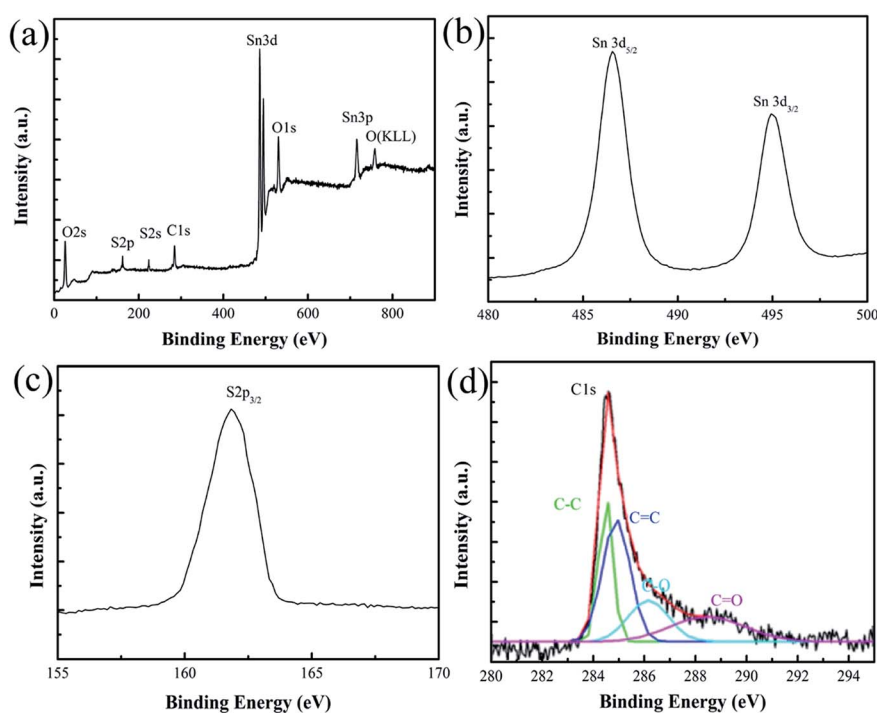 (a)
Intensity (a.u.)
O2s
S2p
S2s
C1s
Sn3d
O1s
Sn3p
O(KLL)
0 200 400 600 800
Binding Energy (eV)
(b)
Intensity (a.u.)
Sn 3d5/2
Sn 3d3/2
480 485 490 495 500
Binding Energy (eV)
(c)
Intensity (a.u.)
S2p3/2
155 160 165 170
Binding Energy (eV)
(d)
Intensity (a.u.)
C1s
C-C
C=C
C-O
C=O
280 282 284 286 288 290 292 294
Binding Energy (eV)